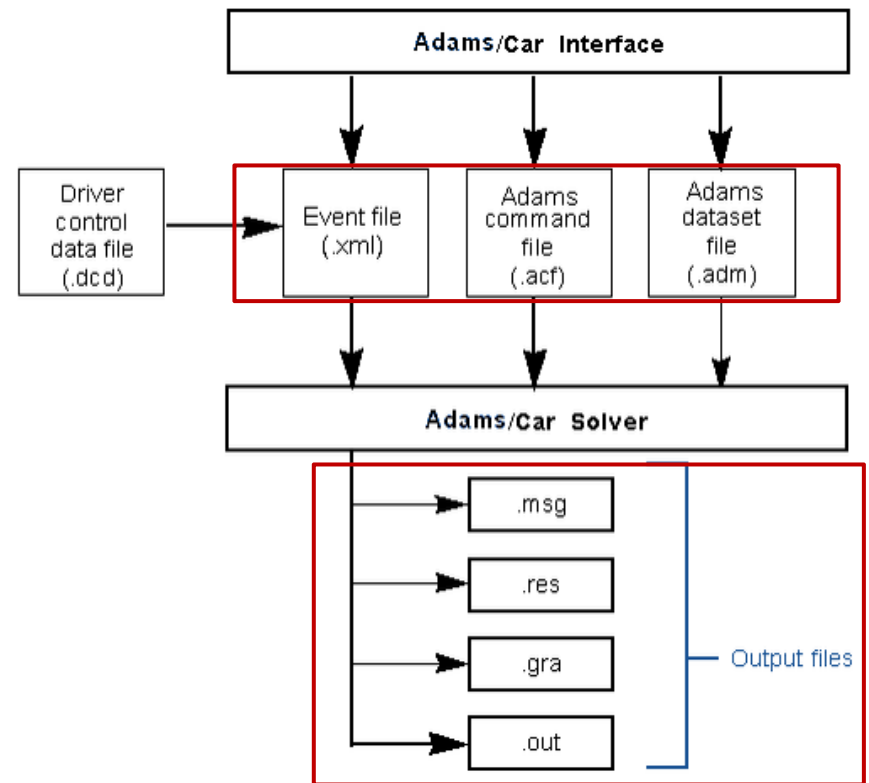 Adams/Car Interface
Driver
control
data file
(.dcd)
Event file
(.xml)
Adams
command
file
(.acf)
Adams
dataset
file
(.adm)
Adams/Car Solver
.msg
.res
.gra
.out
Output files